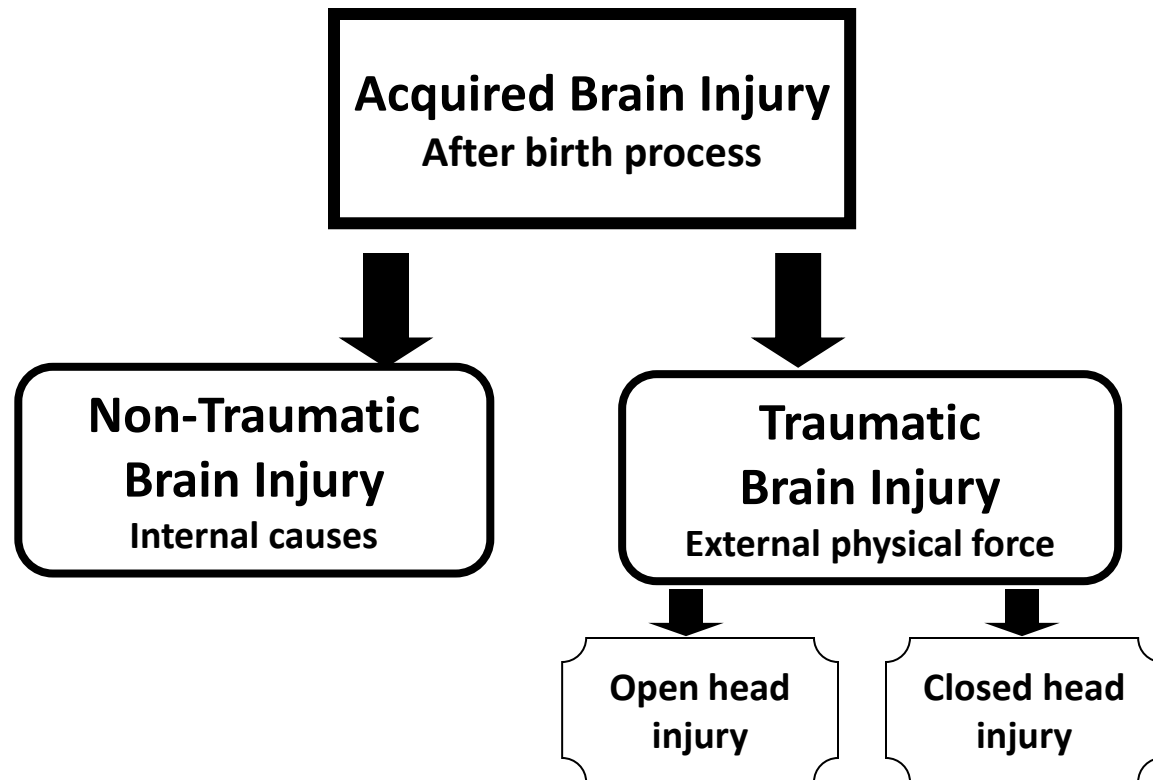 Acquired Brain Injury
After birth process
Non-Traumatic
Brain Injury
Internal causes
Traumatic
Brain Injury
External physical force
Open head
injury
Closed head
injury